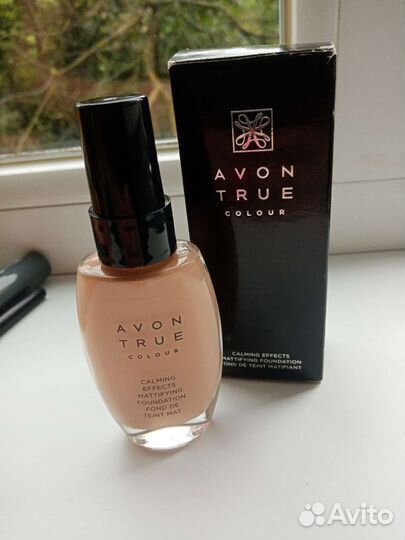 AVON
TRUE
COLOUR
CALMING
EFFECTS
MATTIFYING
FOUNDATION
FOND DE
TEINT MAT
AVON
TRUE
COLOUR
CALMING EFFECTS
MATTIFYING FOUNDATION
FOND DE TEINT MATIFIANT
Avito